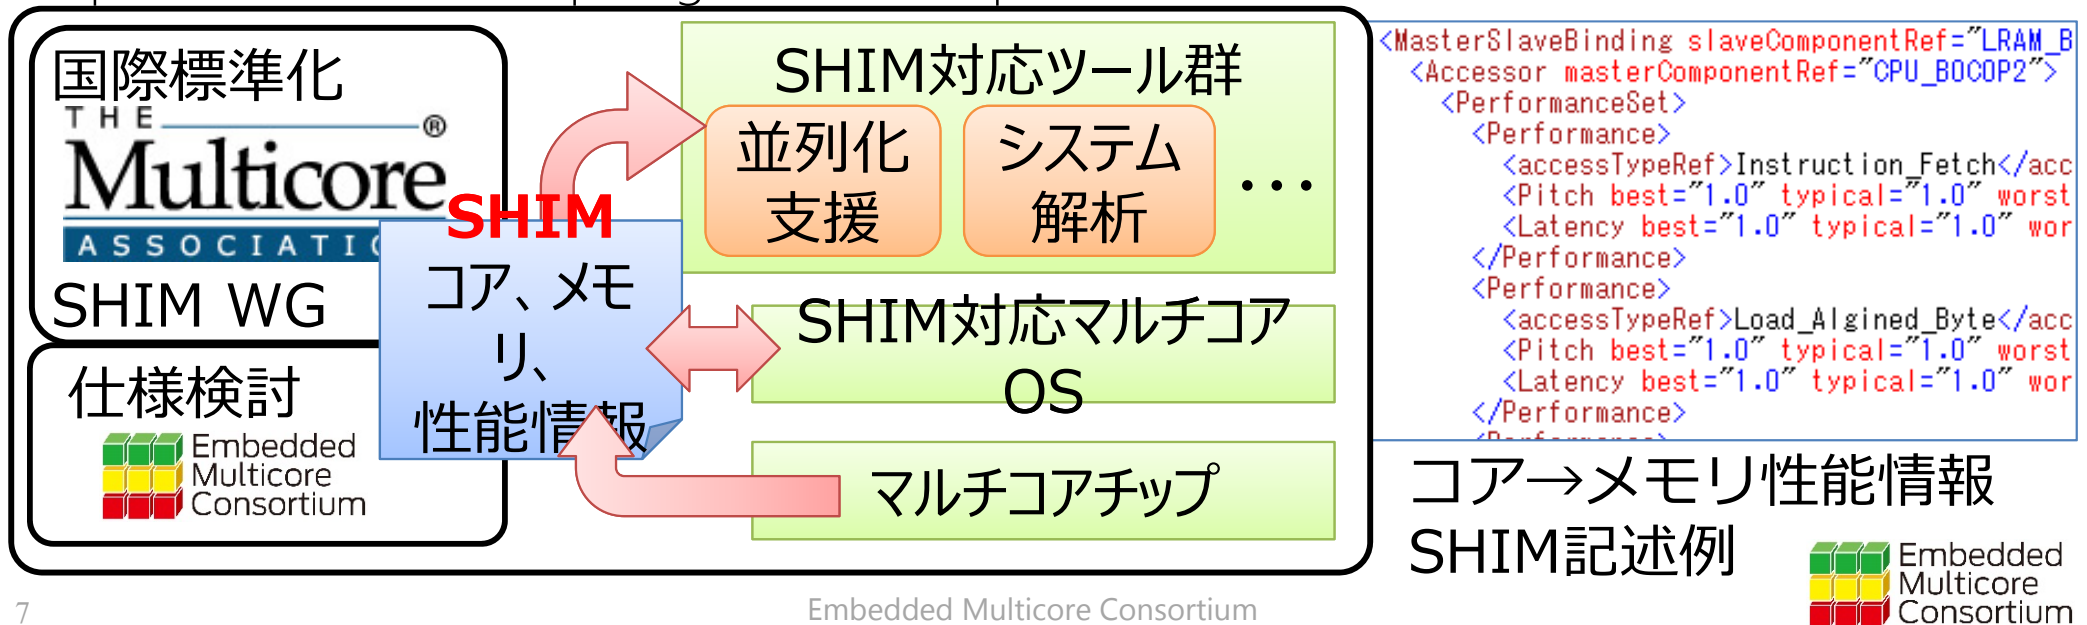 国際標準化
THE
Multicore®
ASSOCIATIO
SHIM WG
仕様検討
Embedded
Multicore
Consortium
SHIM
コア、メモ
リ、
性能情報
SHIM対応ツール群
並列化
支援
システム
解析
・・・
SHIM対応マルチコア
OS
マルチコアチップ
<MasterSlaveBinding slaveComponentRef="LRAM_B
<Accessor masterComponentRef="CPU_BOCOP2">
<PerformanceSet>
<Performance>
<accessTypeRef>Instruction_Fetch</acc
<Pitch best="1.0" typical="1.0" worst
<Latency best="1.0" typical="1.0" wor
</Performance>
<Performance>
<accessTypeRef>Load_Algined_Byte</acc
<Pitch best="1.0" typical="1.0" worst
<Latency best="1.0" typical="1.0" wor
</Performance>
コア→メモリ性能情報
SHIM記述例
Embedded
Multicore
Consortium
7
Embedded Multicore Consortium